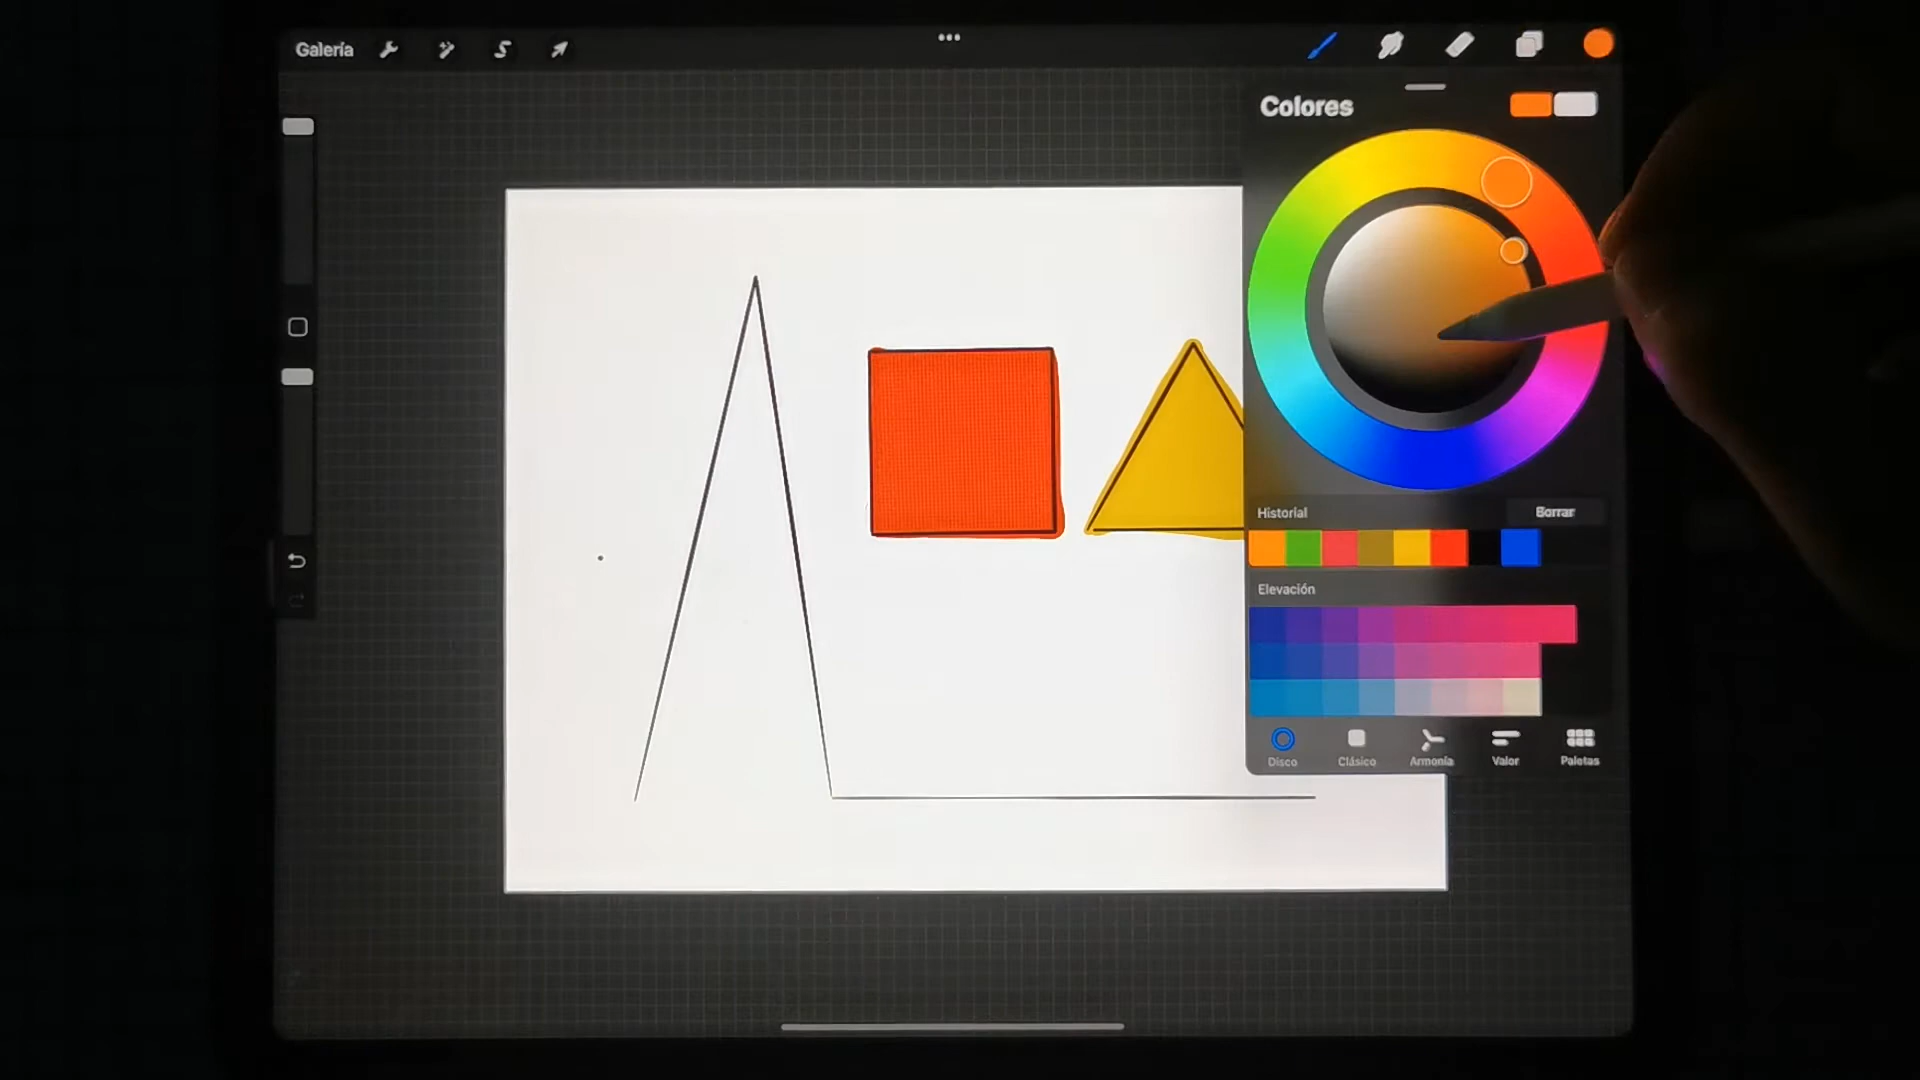 Galería
Colores
Historial
Borrar
Elevación
Disco
Clásico
Armonía
Valor
Paletas